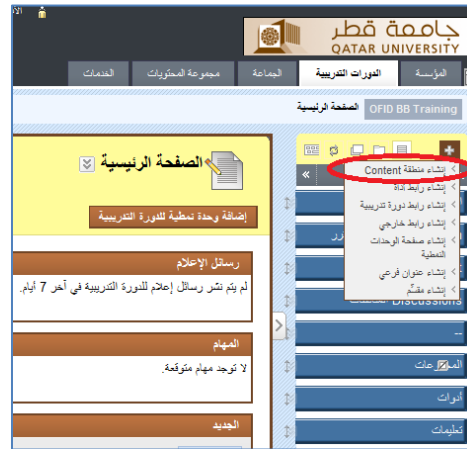 جامعة قطر
QATAR UNIVERSITY
المؤسسة
الدورات التدريبية
الجماعة
مجموعة المحتويات
الخدمات
OFID BB Training
الصفحة الرئيسية
إنشاء منطقة Content
إنشاء رابط أداة
إنشاء رابط دورة تدريبية
إنشاء رابط خارجي
إنشاء صفحة الوحدات
النمطية
إنشاء عنوان فرعي
إنشاء مقسّم
Discussions
--
أدوات
تعليمات
الصفحة الرئيسية
إضافة وحدة نمطية للدورة التدريبية
رسائل الإعلام
لم يتم نشر رسائل إعلام للدورة التدريبية في آخر 7 أيام.
المهام
لا توجد مهام متوقعة.
الجديد